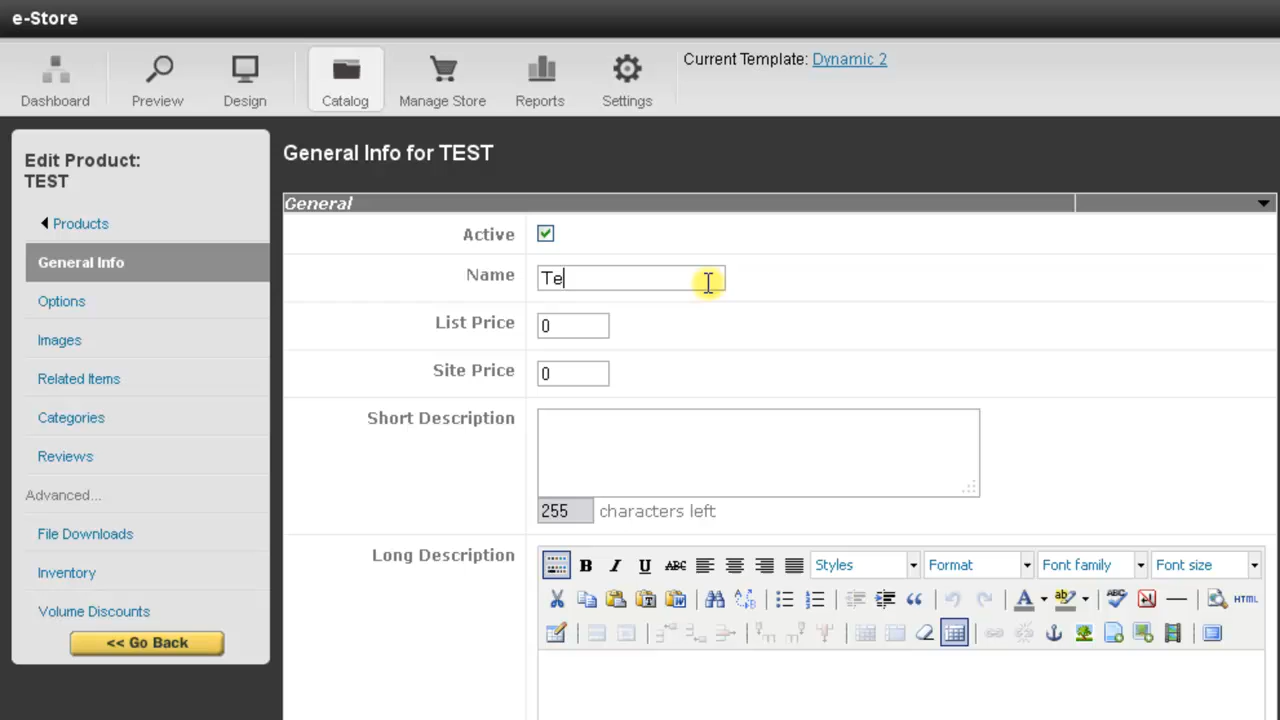 e-Store
Dashboard
Preview
Design
Catalog
Manage Store
Reports
Settings
Current Template: Dynamic 2
Edit Product:
TEST
Products
General Info
Options
Images
Related Items
Categories
Reviews
Advanced...
File Downloads
Inventory
Volume Discounts
<< Go Back
General Info for TEST
General
Active
Name
Te
List Price
0
Site Price
0
Short Description
255 characters left
Long Description
B I U ABC
Styles
Format
Font family
Font size
T
W
A
ab
ABC
HTML